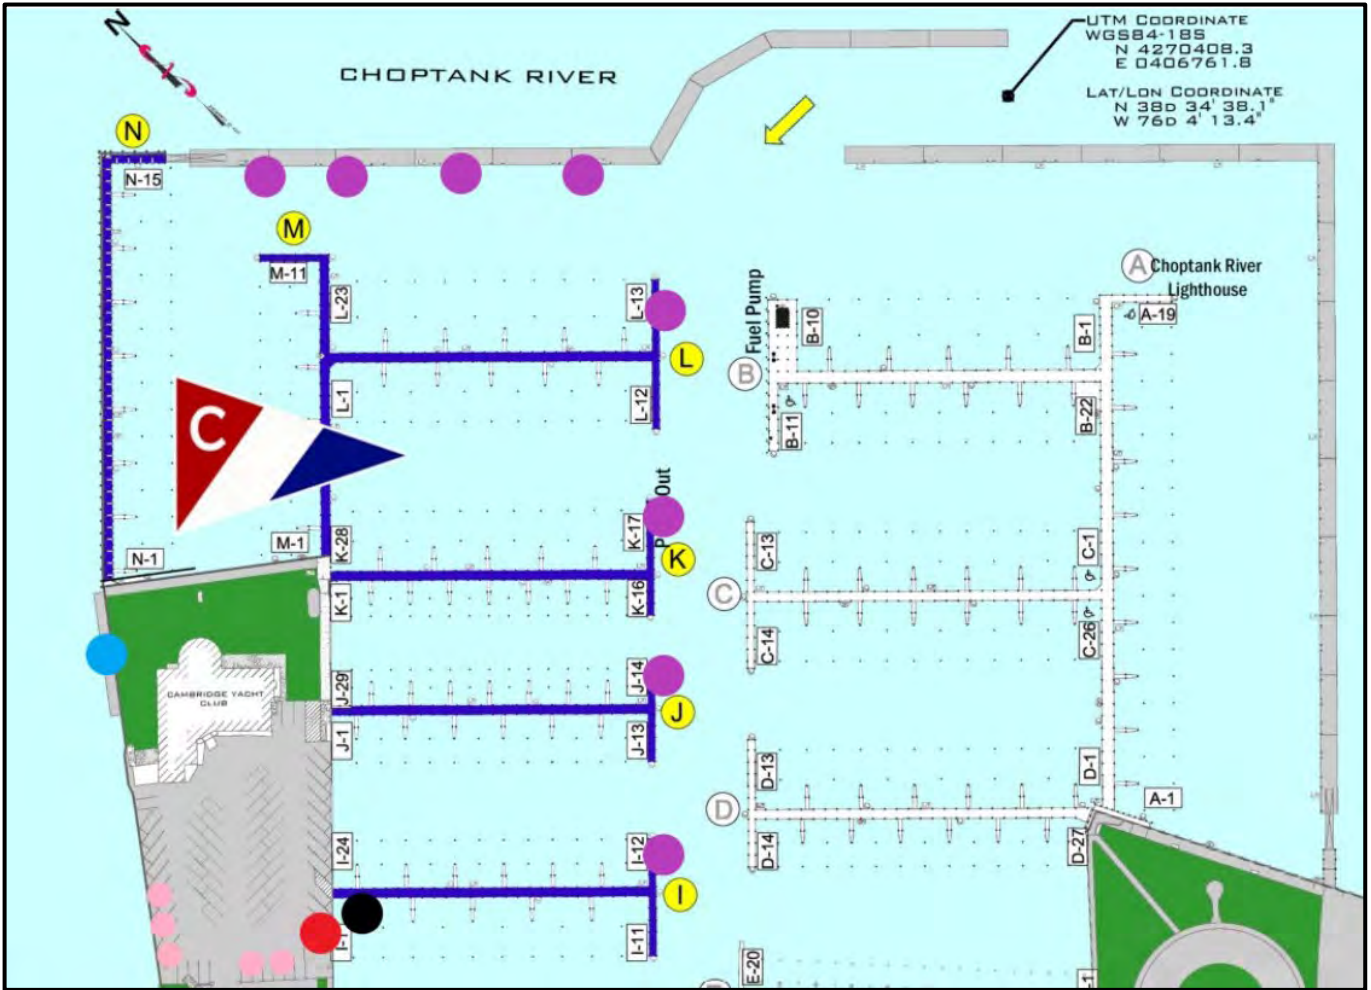 UTM COORDINATE
WGS84-18S
N 4270408.3
E 0406761.8
LAT/LON COORDINATE
N 38D 34' 38.1"
W 76D 4' 13.4"
N
CHOPTANK RIVER
N
N-15
M
M-11
L-23
L-13
L
L-1
L-12
Fuel Pump
B-10
B
B-11
B-1
B-22
A
Choptank River
Lighthouse
A-19
C
Out
P
N-1
M-1
K-28
K-17
K
K-1
K-16
C-13
C
C-14
C-1
C-26
CAMBRIDGE YACHT
CLUB
J-29
J-14
J
J-1
J-13
D-13
D
D-14
D-1
D-27
A-1
I-24
I-12
I
I-1
I-11
E-20
-1